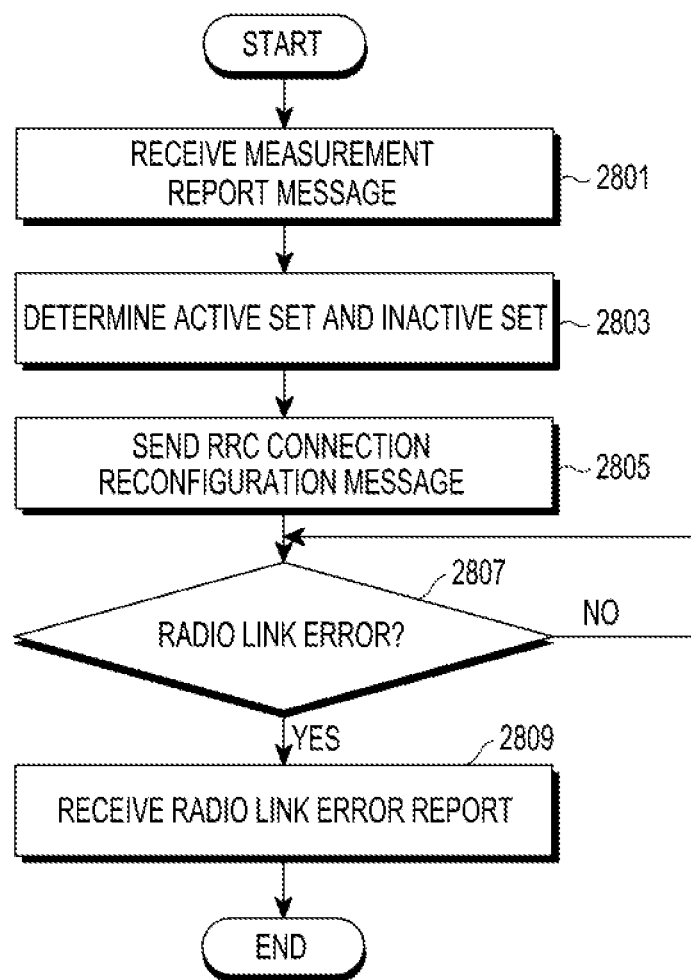 START
RECEIVE MEASUREMENT
REPORT MESSAGE
2801
DETERMINE ACTIVE SET AND INACTIVE SET
2803
SEND RRC CONNECTION
RECONFIGURATION MESSAGE
2805
2807
RADIO LINK ERROR?
NO
YES
2809
RECEIVE RADIO LINK ERROR REPORT
END